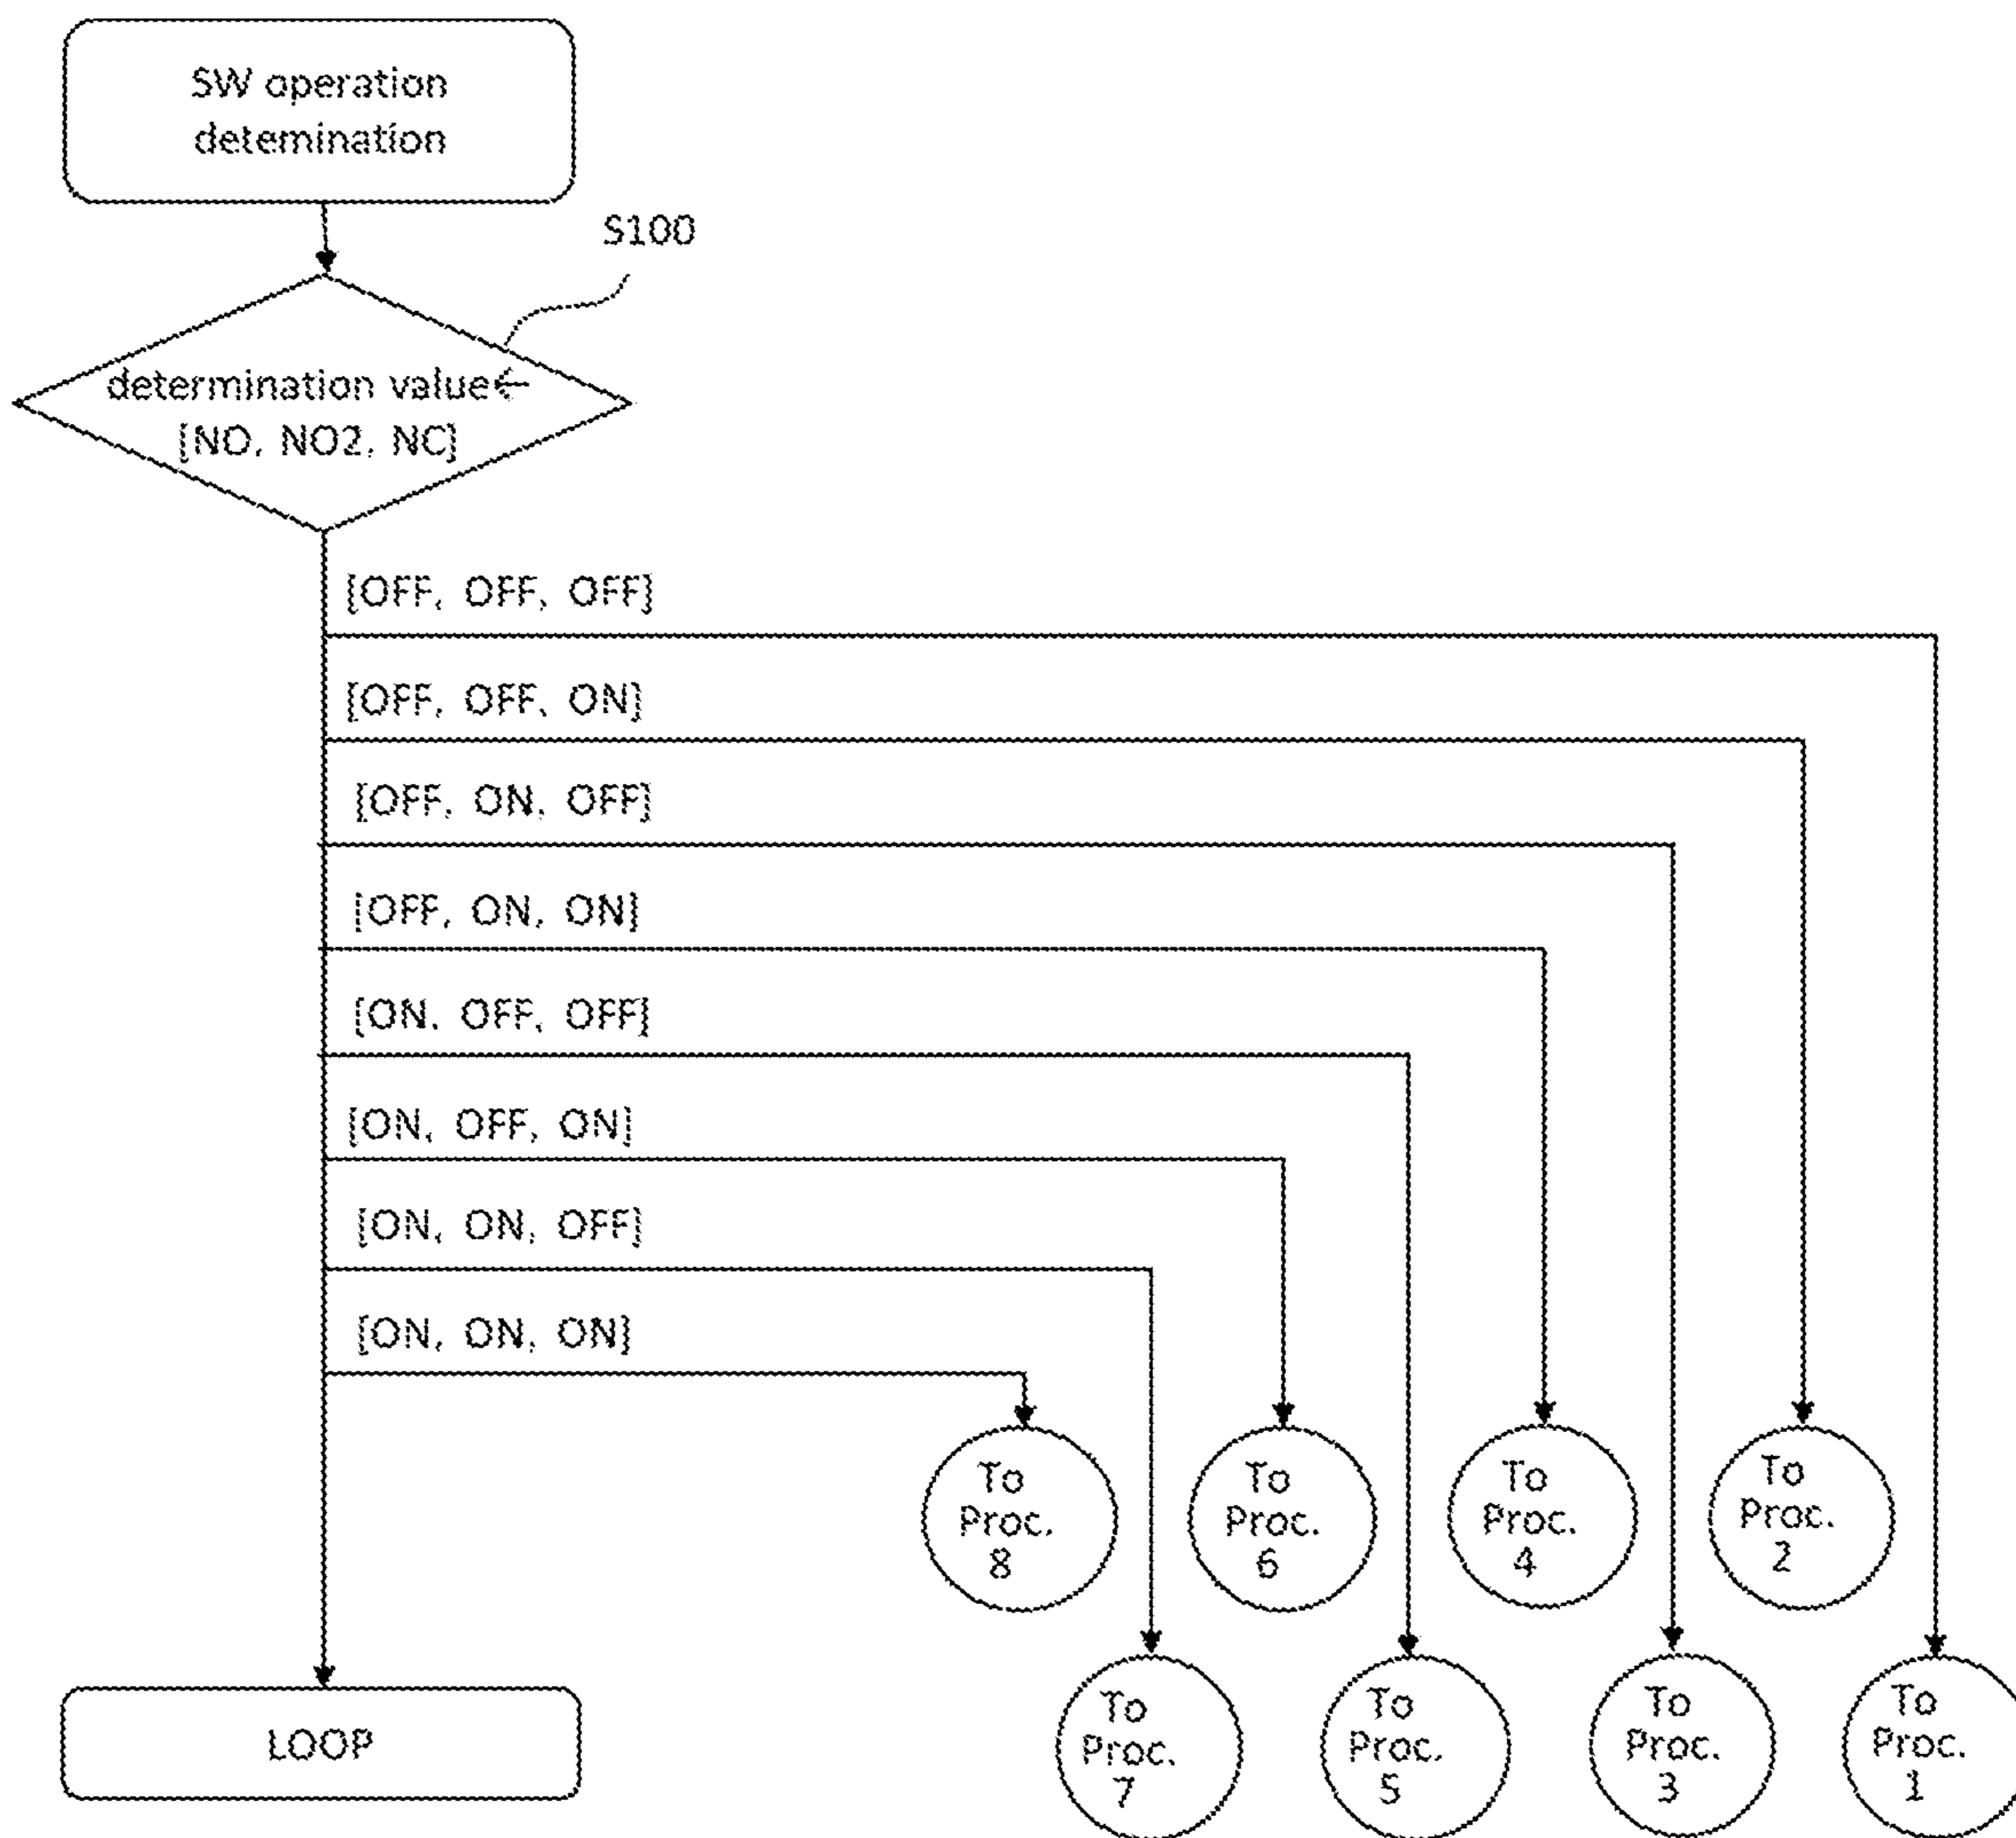 SW operation
detemination
S100
determination value←
[NO, NO2, NC]
[OFF, OFF, OFF]
[OFF, OFF, ON]
[OFF, ON, OFF]
[OFF, ON, ON]
[ON, OFF, OFF]
[ON, OFF, ON]
[ON, ON, OFF]
[ON, ON, ON]
To
Proc.
8
To
Proc.
6
To
Proc.
4
To
Proc.
2
LOOP
To
Proc.
7
To
Proc.
5
To
Proc.
3
To
Proc.
1